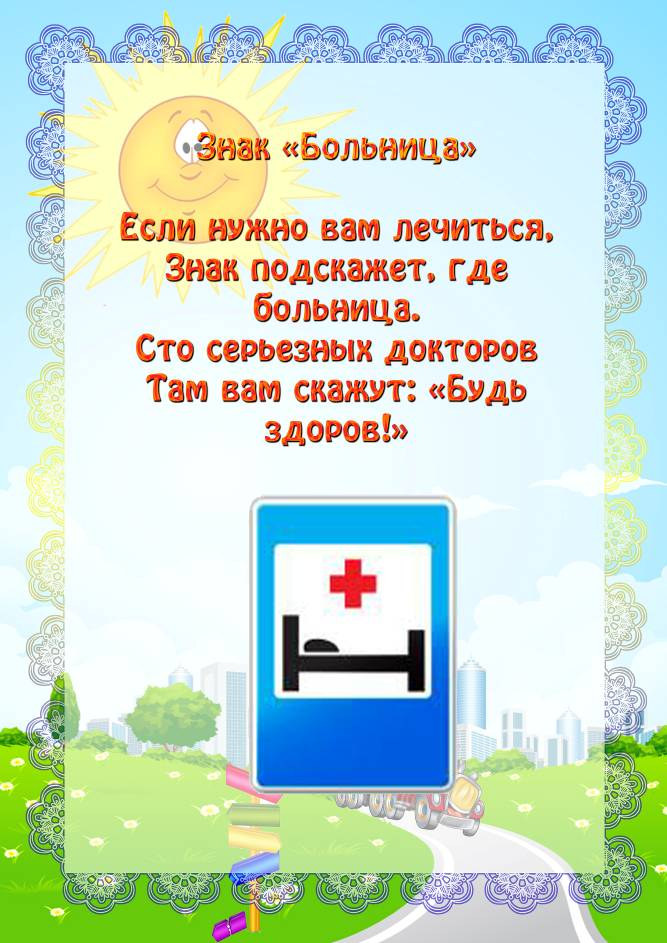 Знак «Больница»
Если нужно вам лечиться,
Знак подскажет, где
больница.
Сто серьезных докторов
Там вам скажут: «Будь
здоров!»